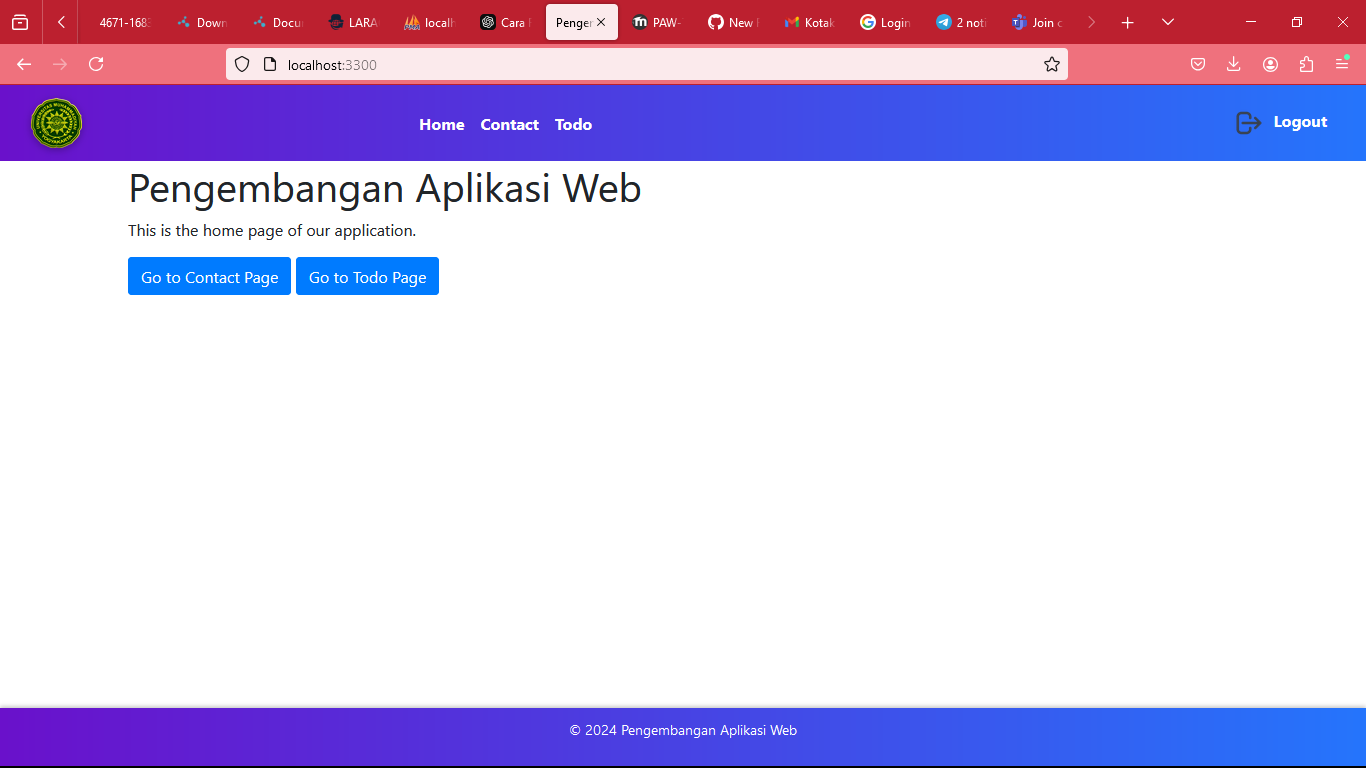 4671-1683
Down
Docu
LARA
localh
Cara
Penger
PAW-
New
Kotak
Login
2 noti
Join
localhost:3300
Home Contact Todo
Logout
Pengembangan Aplikasi Web
This is the home page of our application.
Go to Contact Page Go to Todo Page
© 2024 Pengembangan Aplikasi Web